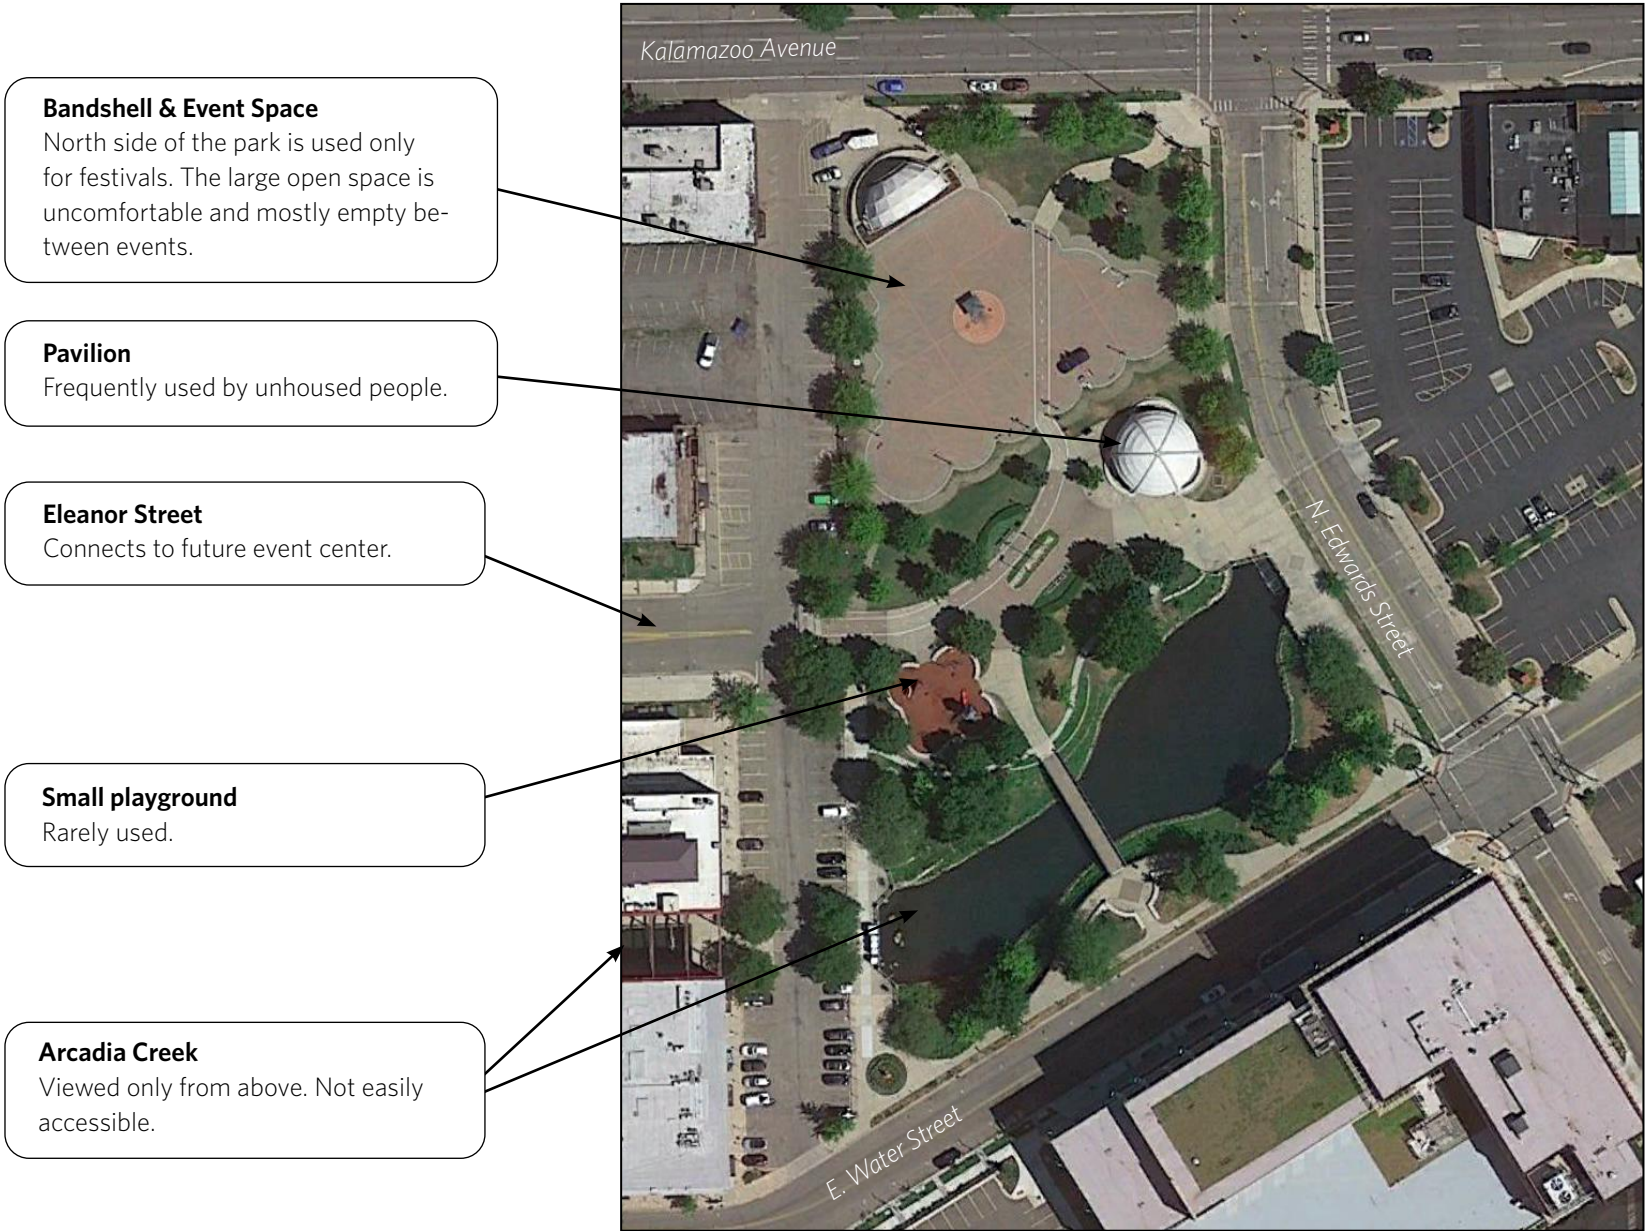 Kalamazoo Avenue
Bandshell & Event Space
North side of the park is used only
for festivals. The large open space is
uncomfortable and mostly empty be-
tween events.
Pavilion
Frequently used by unhoused people.
Eleanor Street
Connects to future event center.
N. Edwards Street
Small playground
Rarely used.
Arcadia Creek
Viewed only from above. Not easily
accessible.
E. Water Street